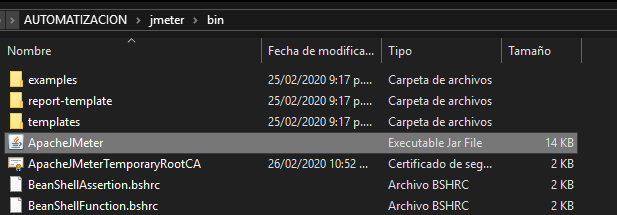 AUTOMATIZACION > jmeter > bin
Nombre Fecha de modifica... Tipo Tamaño
examples 25/02/2020 9:17 p.... Carpeta de archivos
report-template 25/02/2020 9:17 p.... Carpeta de archivos
templates 25/02/2020 9:17 p.... Carpeta de archivos
ApacheJMeter Executable Jar File 14 KB
ApacheJMeterTemporaryRootCA 26/02/2020 10:52 ... Certificado de seg... 2 KB
BeanShellAssertion.bshrc Archivo BSHRC 2 KB
BeanShellFunction.bshrc Archivo BSHRC 2 KB